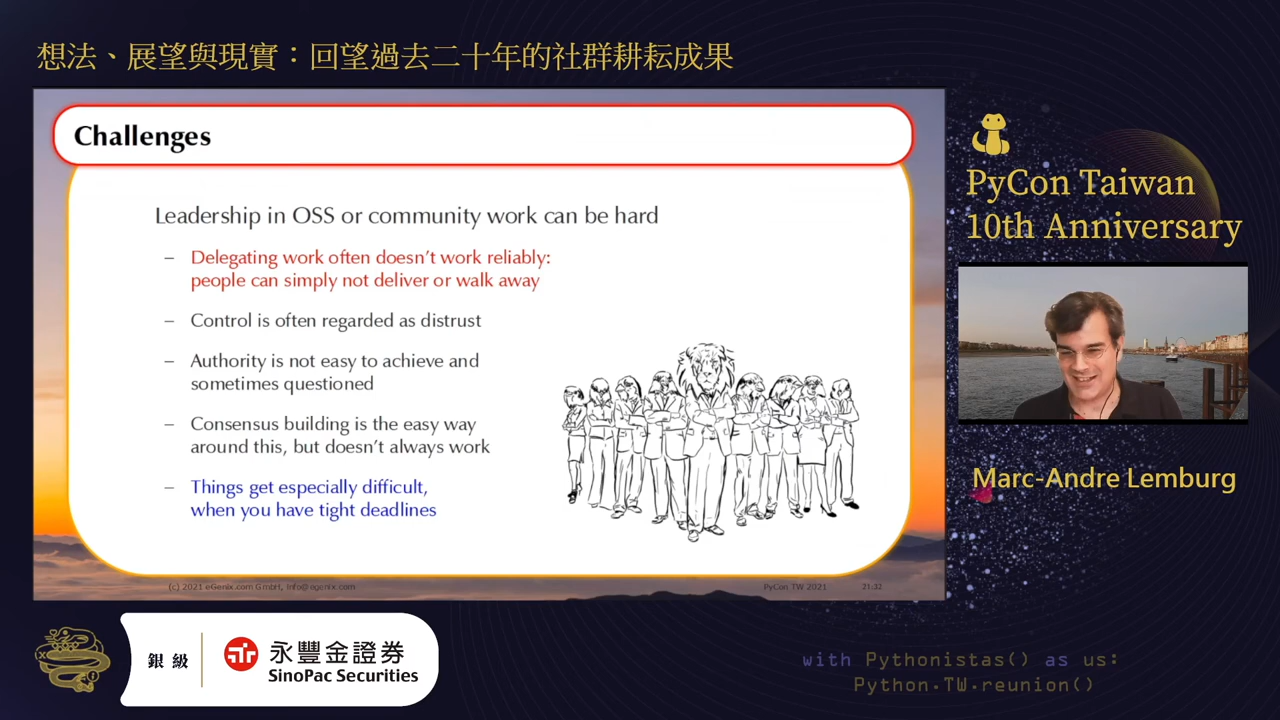 想法、展望與現實：回望過去二十年的社群耕耘成果
Challenges
Leadership in OSS or community work can be hard
– Delegating work often doesn't work reliably:
people can simply not deliver or walk away
– Control is often regarded as distrust
– Authority is not easy to achieve and
sometimes questioned
– Consensus building is the easy way
around this, but doesn't always work
– Things get especially difficult,
when you have tight deadlines
(c) 2021 eGenix.com GmbH, info@egenix.com
PyCon TW 2021
21:32
PyCon Taiwan
10th Anniversary
Marc-Andre Lemburg
銀級
永豐金證券
SinoPac Securities
with Pythonistas() as us:
Python.TW.reunion()